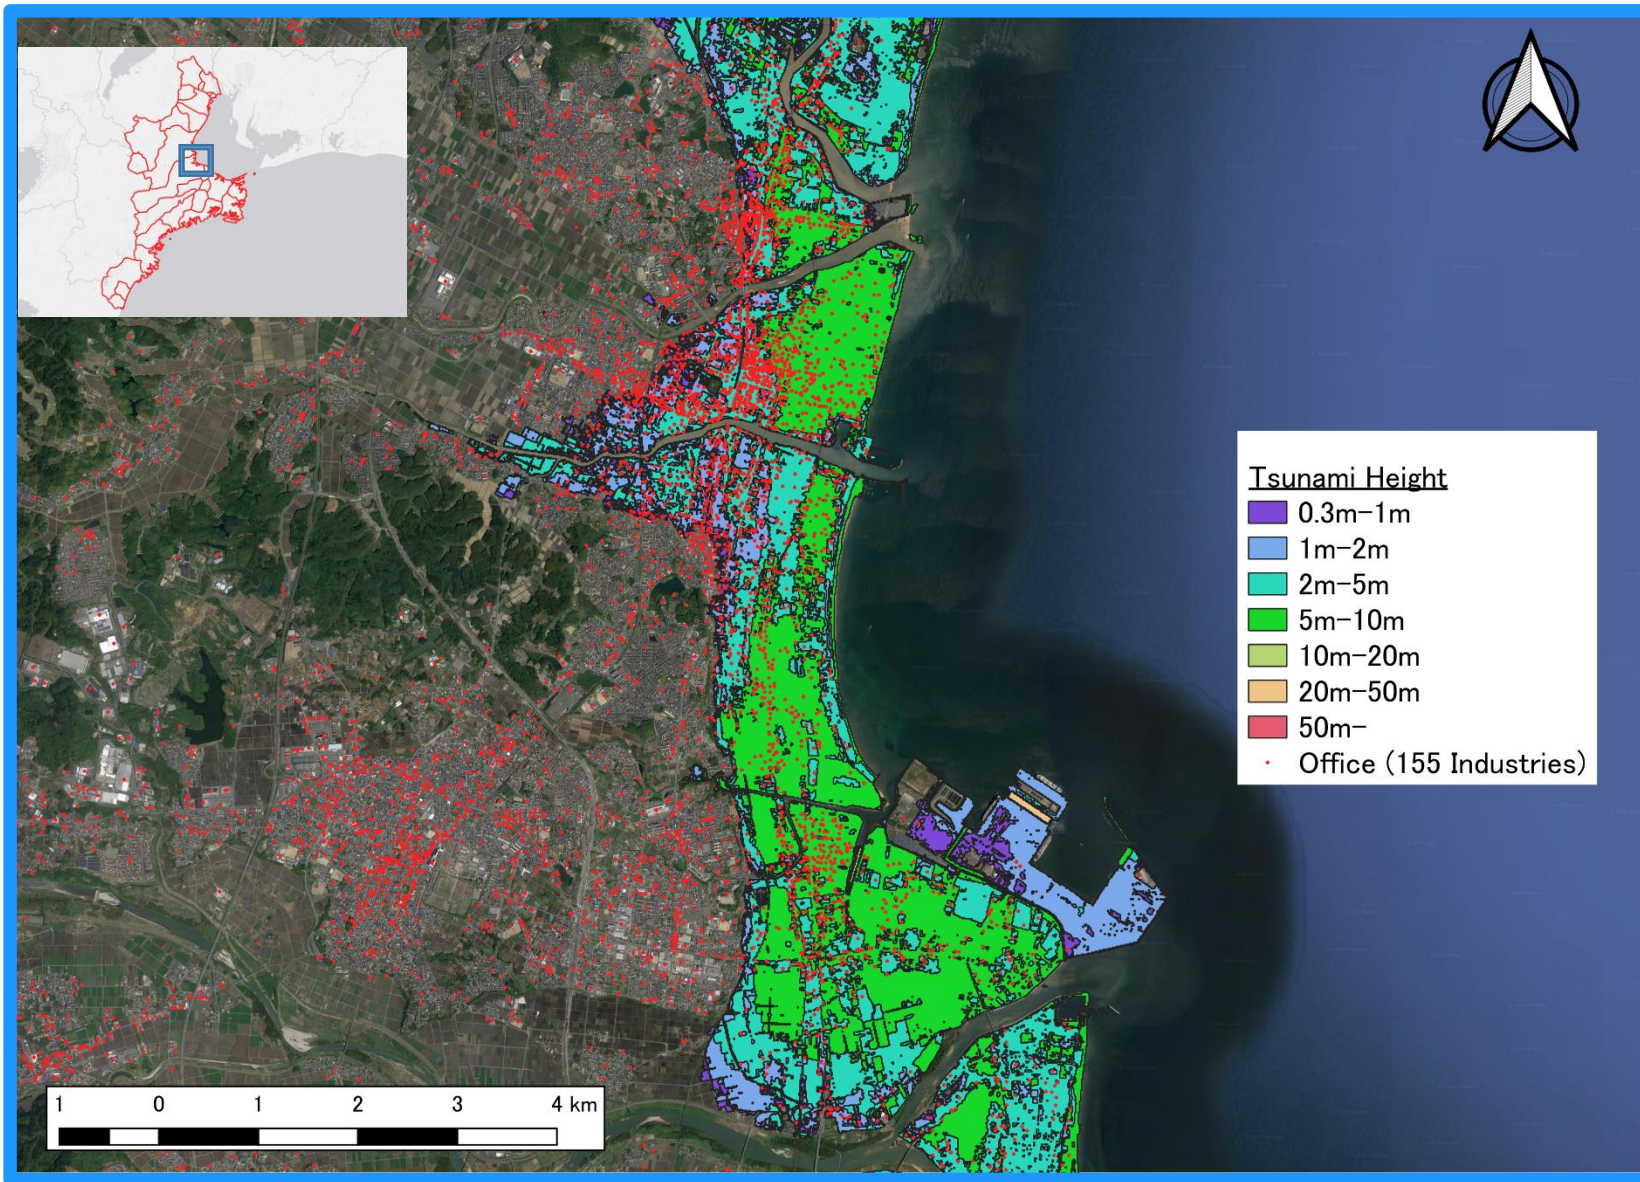 Tsunami Height
0.3m-1m
1m-2m
2m-5m
5m-10m
10m-20m
20m-50m
50m-
Office (155 Industries)
1 0 1 2 3 4 km